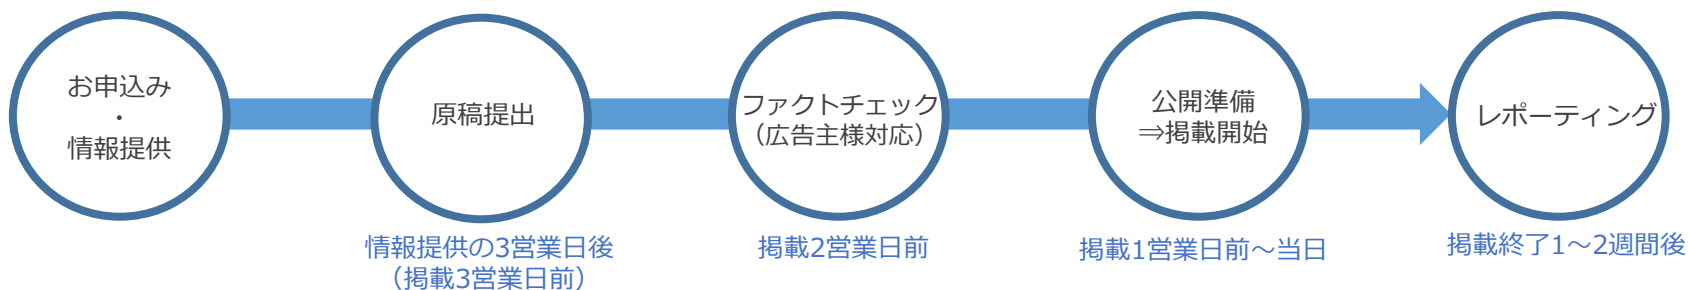 お申込み
・
情報提供
原稿提出
ファクトチェック
（広告主様対応）
公開準備
⇒掲載開始
レポーティング
情報提供の3営業日後
（掲載3営業日前）
掲載2営業日前
掲載1営業日前～当日
掲載終了1～2週間後